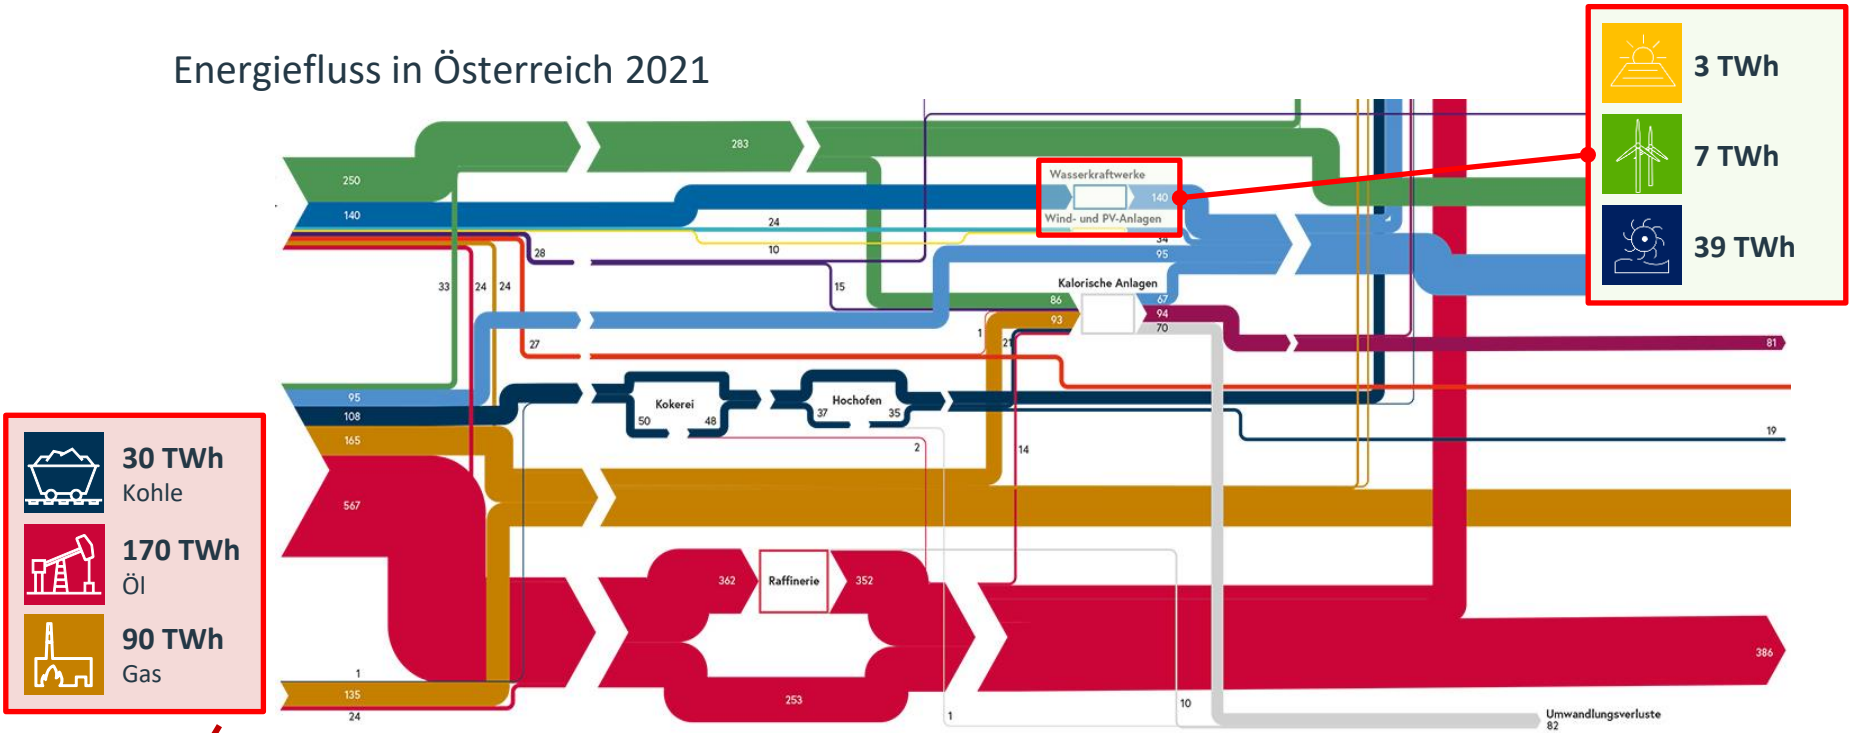 Energiefluss in Österreich 2021
3 TWh
7 TWh
39 TWh
283
250
Wasserkraftwerke
140
140
Wind- und PV-Anlagen
24
34
10
28
95
33
24
24
15
Kalorische Anlagen
86
67
93
94
70
1
21
27
81
95
108
Kokerei
Hochofen
50
48
37
35
165
19
2
14
30 TWh
Kohle
567
170 TWh
Öl
362
Raffinerie
352
90 TWh
Gas
386
1
135
253
10
24
1
Umwandlungsverluste
82